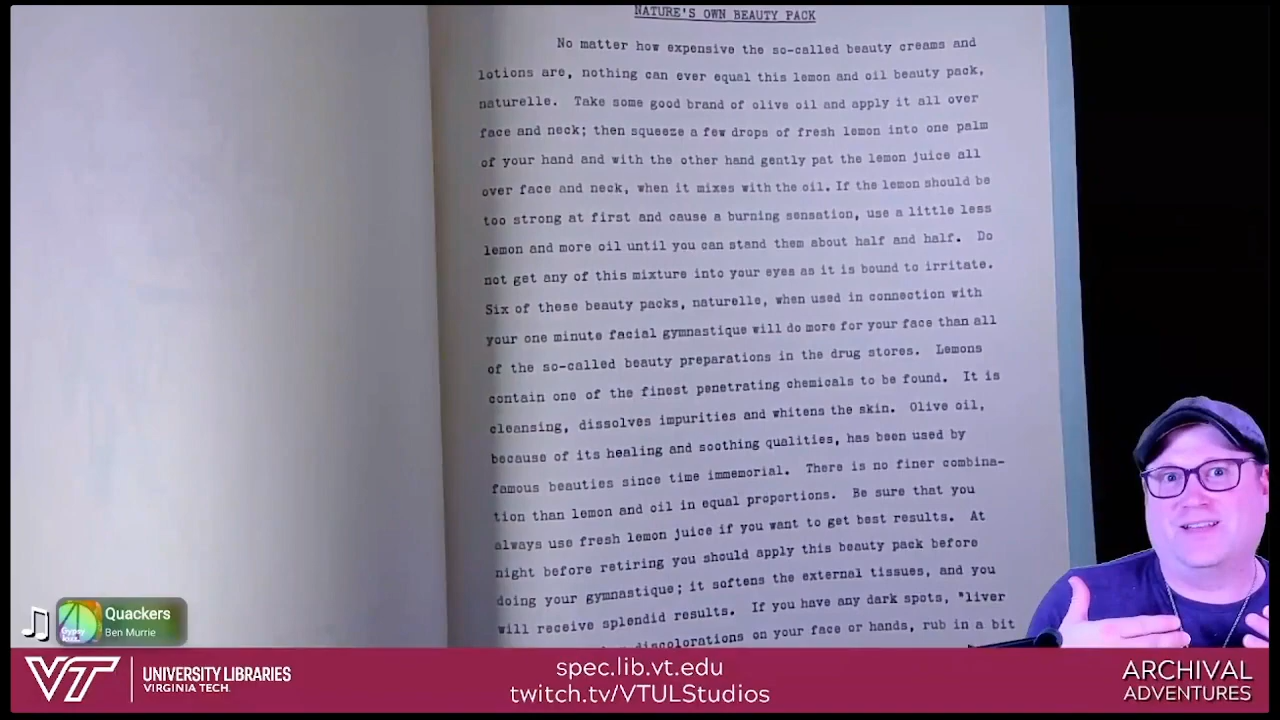 NATURE'S OWN BEAUTY PACK
No matter how expensive the so-called beauty creams and
lotions are, nothing can ever equal this lemon and oil beauty pack,
naturelle. Take some good brand of olive oil and apply it all over
face and neck; then squeeze a few drops of fresh lemon into one palm
of your hand and with the other hand gently pat the lemon juice all
over face and neck, when it mixes with the oil. If the lemon should be
too strong at first and cause a burning sensation, use a little less
lemon and more oil until you can stand them about half and half. Do
not get any of this mixture into your eyes as it is bound to irritate.
Six of these beauty packs, naturelle, when used in connection with
your one minute facial gymnastique will do more for your face than all
of the so-called beauty preparations in the drug stores. Lemons
contain one of the finest penetrating chemicals to be found. It is
cleansing, dissolves impurities and whitens the skin. Olive oil,
because of its healing and soothing qualities, has been used by
famous beauties since time immemorial. There is no finer combina-
tion than lemon and oil in equal proportions. Be sure that you
always use fresh lemon juice if you want to get best results. At
night before retiring you should apply this beauty pack before
doing your gymnastique; it softens the external tissues, and you
will receive splendid results. If you have any dark spots, "liver
discolorations on your face or hands, rub in a bit
Quackers
Ben Murrie
VT
UNIVERSITY LIBRARIES
VIRGINIA TECH.
spec.lib.vt.edu
twitch.tv/VTULStudios
ARCHIVAL
ADVENTURES